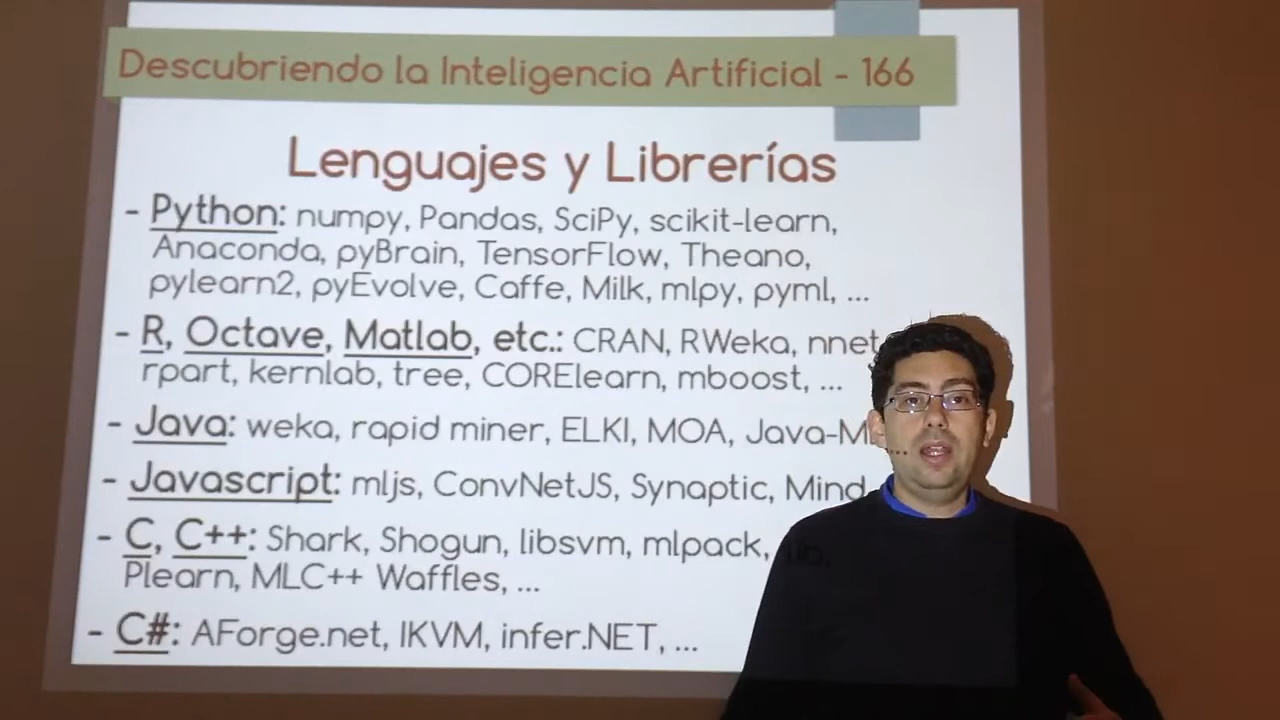 Descubriendo la Inteligencia Artificial - 166
Lenguajes y Librerías
- Python: numpy, Pandas, SciPy, scikit-learn,
Anaconda, pyBrain, TensorFlow, Theano,
pylearn2, pyEvolve, Caffe, Milk, mlpy, pyml, ...
- R, Octave, Matlab, etc.: CRAN, RWeka, nnet
rpart, kernlab, tree, CORElearn, mboost, ...
- Java: weka, rapid miner, ELKI, MOA, Java-M
- Javascript: mljs, ConvNetJS, Synaptic, Mind
- C, C++: Shark, Shogun, libsvm, mlpack,
Plearn, MLC++ Waffles, ...
- C#: AForge.net, IKVM, infer.NET, ...